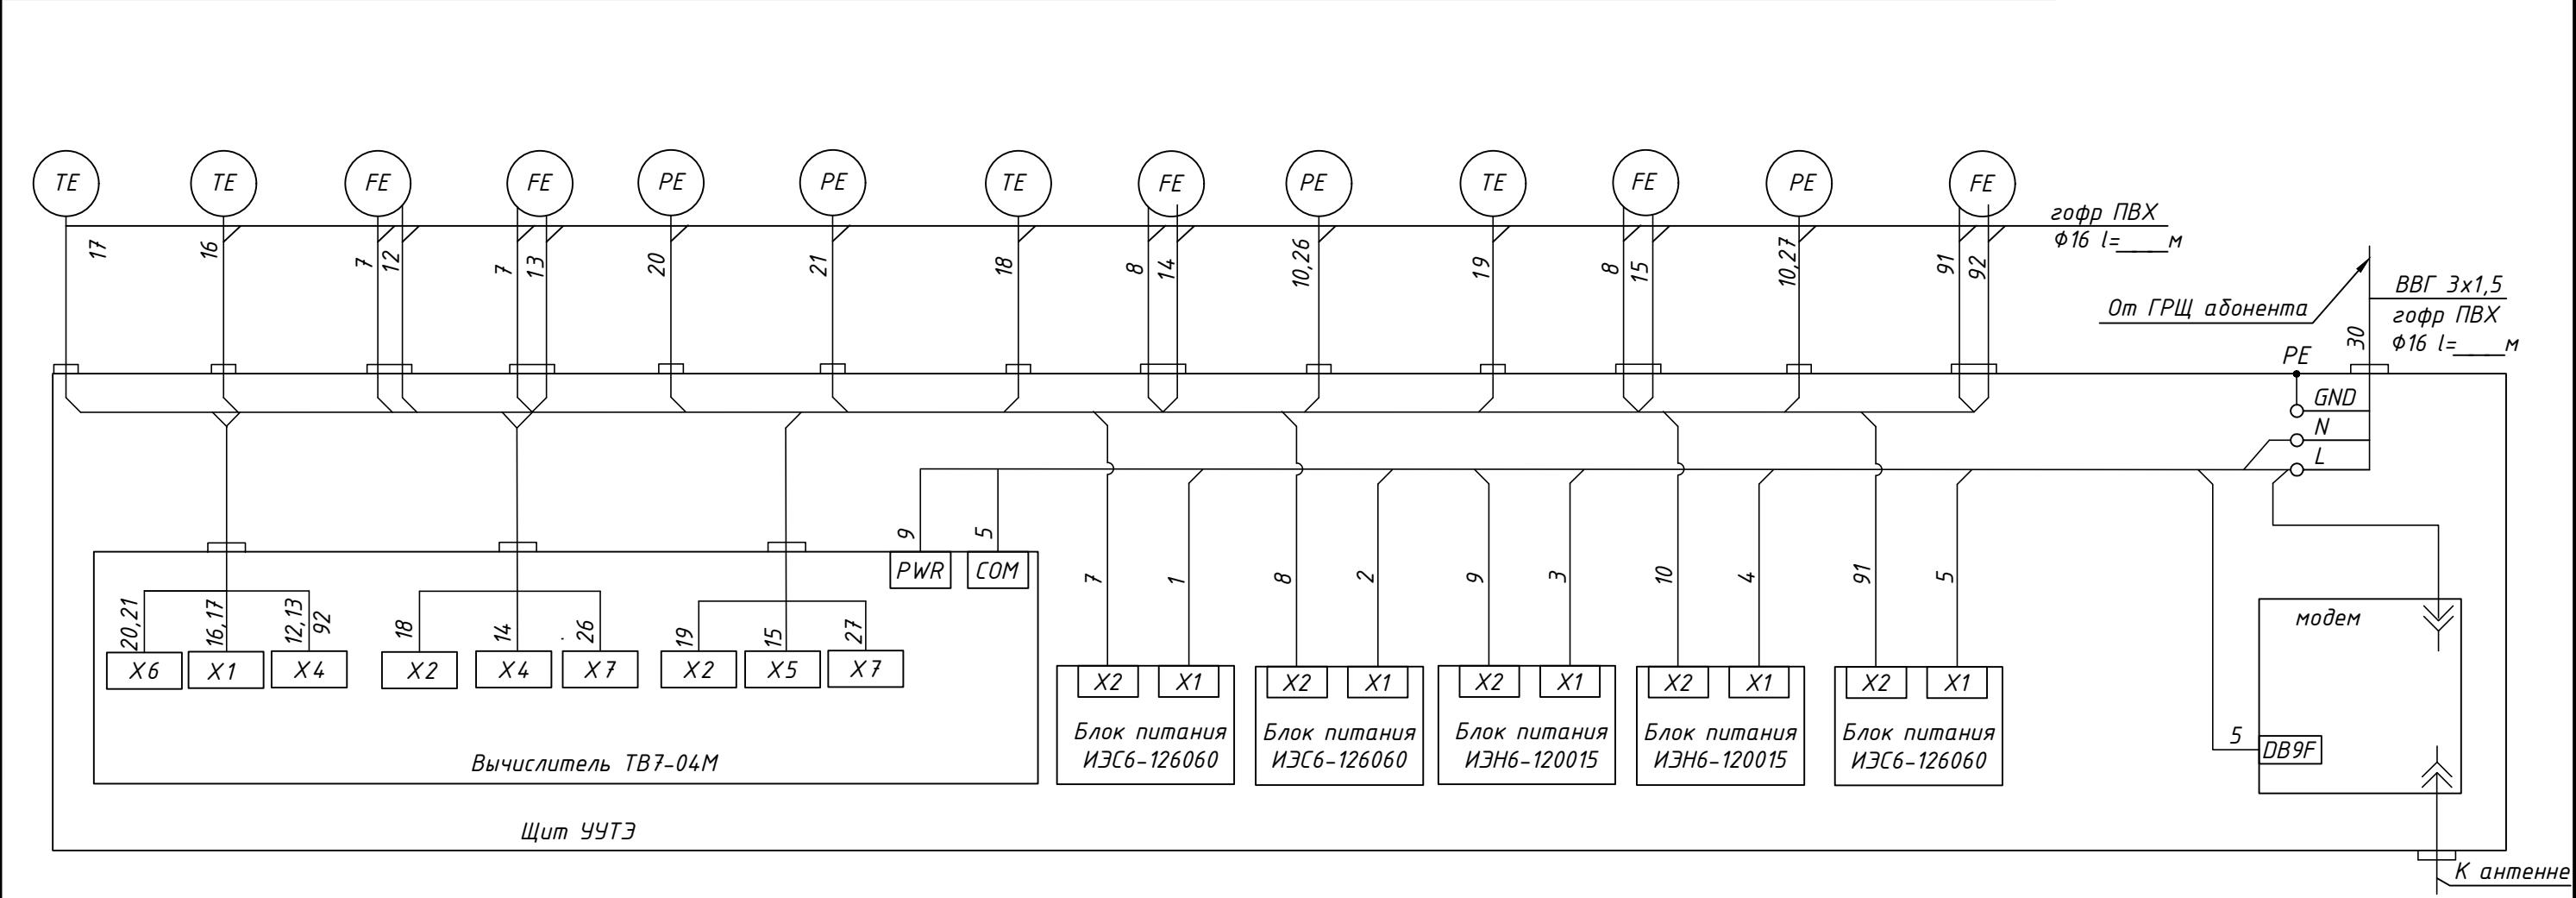 TE TE FE FE PE PE TE FE PE TE FE PE FE
гофр ПВХ
Ф16 l=____м
17 16 7 12 7 13 20 21 18 8 14 10,26 19 8 15 10,27 91 92
От ГРЩ абонента
ВВГ 3х1,5
гофр ПВХ
Ф16 l=____м
30
PE
GND
N
L
9 5
PWR COM
20,21 16,17 12,13 92 18 14 26 19 15 27
X6 X1 X4 X2 X4 X7 X2 X5 X7
Вычислитель ТВ7-04М
7 1 8 2 9 3 10 4 91 5
X2 X1 X2 X1 X2 X1 X2 X1 X2 X1
Блок питания
ИЭС6-126060
Блок питания
ИЭС6-126060
Блок питания
ИЭН6-120015
Блок питания
ИЭН6-120015
Блок питания
ИЭС6-126060
модем
5
DB9F
Щит УУТЭ
К антенне